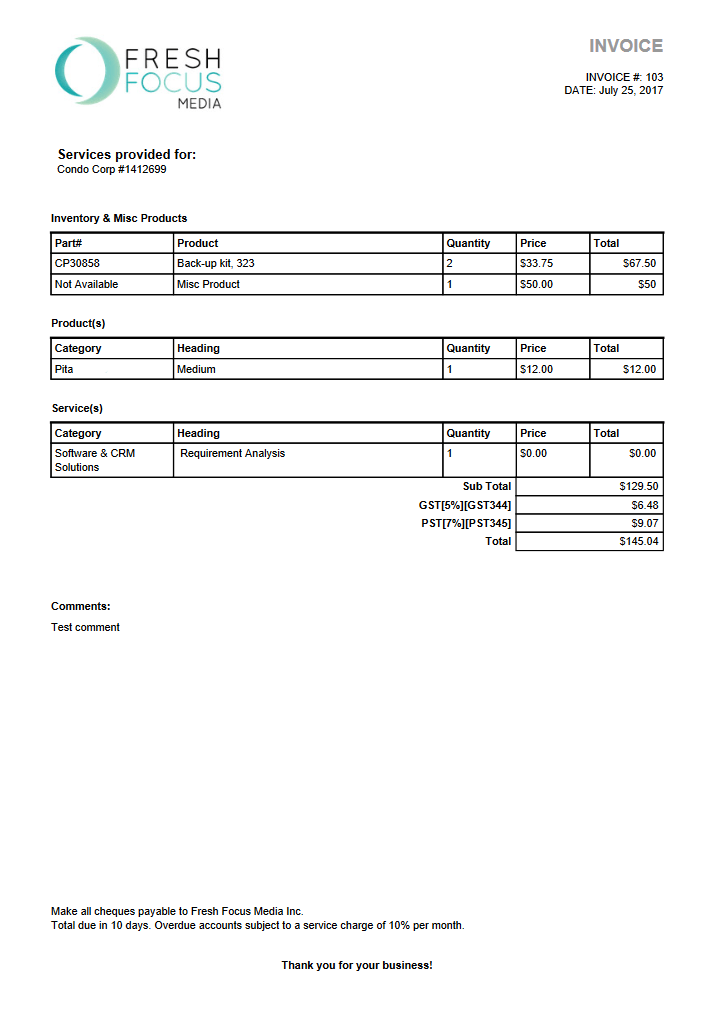 FRESH
FOCUS
MEDIA
INVOICE
INVOICE #: 103
DATE: July 25, 2017
Services provided for:
Condo Corp #1412699
Inventory & Misc Products
Part# Product Quantity Price Total
CP30858 Back-up kit, 323 2 $33.75 $67.50
Not Available Misc Product 1 $50.00 $50
Product(s)
Category Heading Quantity Price Total
Pita Medium 1 $12.00 $12.00
Service(s)
Category Heading Quantity Price Total
Software & CRM Requirement Analysis 1 $0.00 $0.00
Solutions
Sub Total $129.50
GST[5%][GST344] $6.48
PST[7%][PST345] $9.07
Total $145.04
Comments:
Test comment
Make all cheques payable to Fresh Focus Media Inc.
Total due in 10 days. Overdue accounts subject to a service charge of 10% per month.
Thank you for your business!